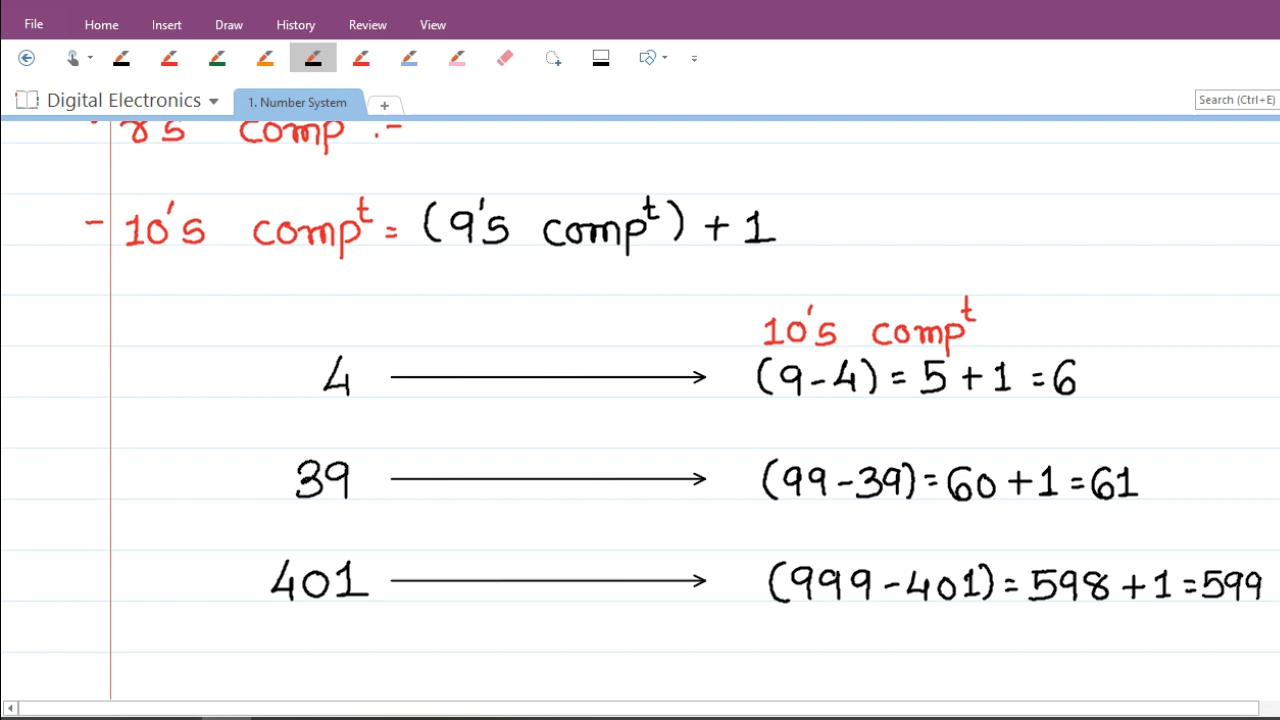 File Home Insert Draw History Review View
Digital Electronics 1. Number System + Search (Ctrl+E)
r's comp :-
- 10's compᵗ = (9's compᵗ) + 1
10's compᵗ
4 ⟶ (9-4) = 5 + 1 = 6
39 ⟶ (99-39) = 60 + 1 = 61
401 ⟶ (999-401) = 598 + 1 = 599